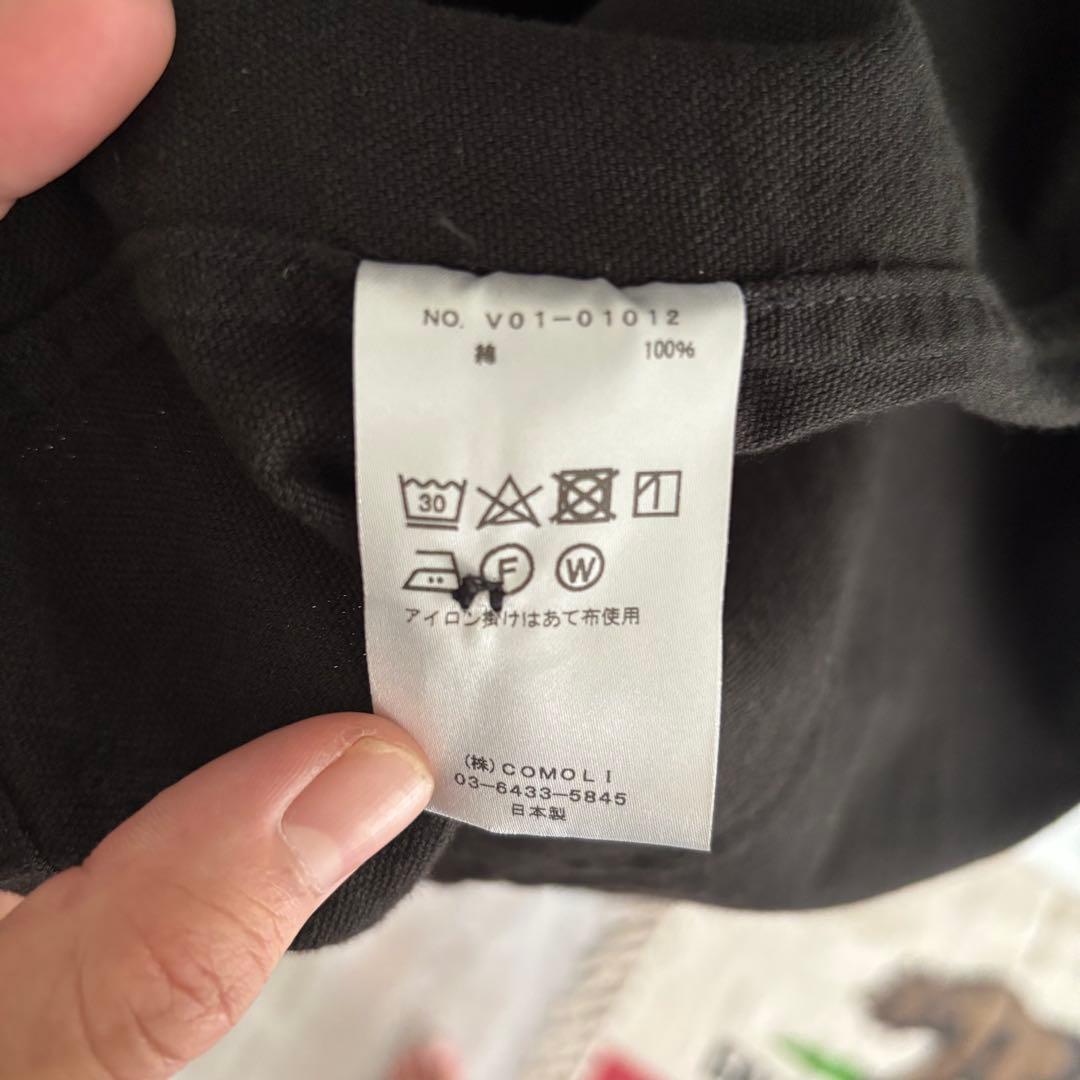 NO. V01-01012
綿 100%
30
F W
アイロン掛けはあて布使用
(株)COMOLI
03-6433-5845
日本製